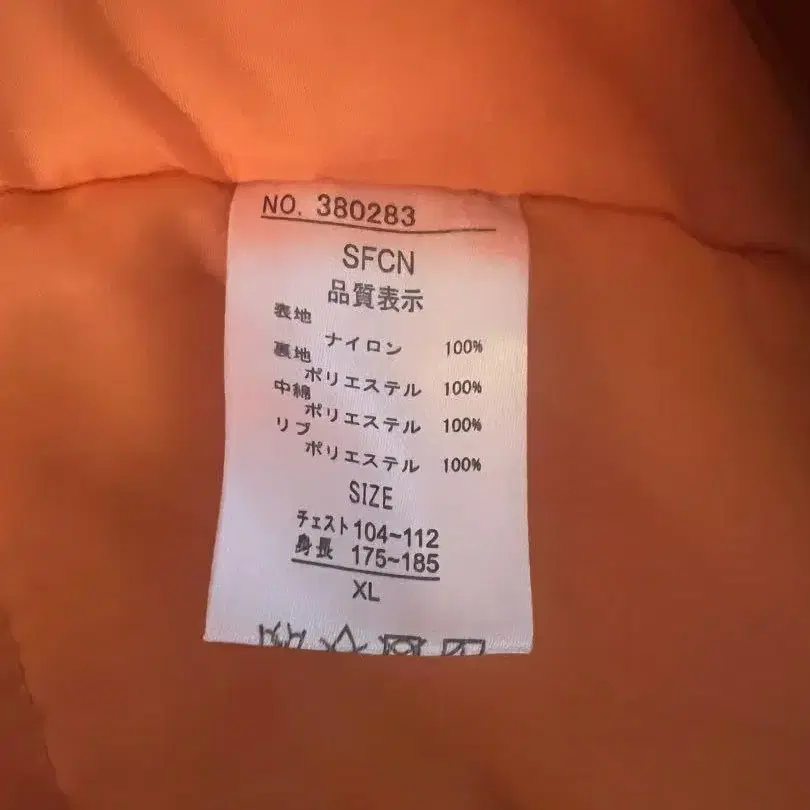 NO. 380283
SFCN
品質表示
表地
ナイロン 100%
裏地
ポリエステル 100%
中綿
ポリエステル 100%
リブ
ポリエステル 100%
SIZE
チェスト 104~112
身長 175~185
XL